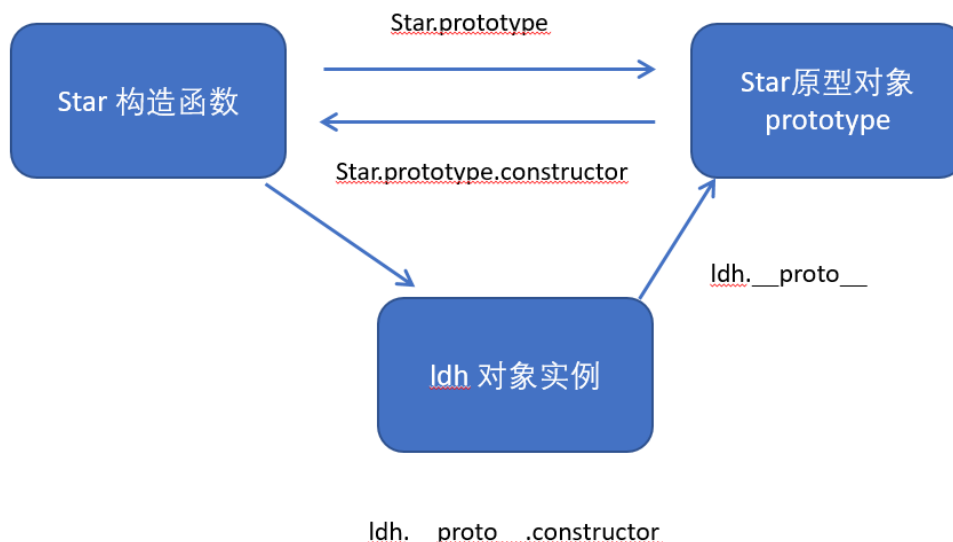 Star.prototype
Star 构造函数
Star原型对象
prototype
Star.prototype.constructor
ldh.__proto__
ldh 对象实例
ldh.__proto__.constructor